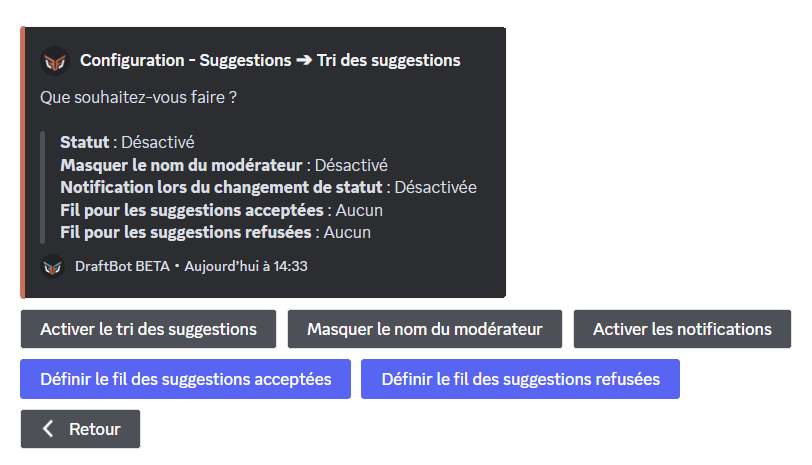 Configuration - Suggestions ➔ Tri des suggestions
Que souhaitez-vous faire ?
Statut : Désactivé
Masquer le nom du modérateur : Désactivé
Notification lors du changement de statut : Désactivée
Fil pour les suggestions acceptées : Aucun
Fil pour les suggestions refusées : Aucun
DraftBot BETA • Aujourd'hui à 14:33
Activer le tri des suggestions
Masquer le nom du modérateur
Activer les notifications
Définir le fil des suggestions acceptées
Définir le fil des suggestions refusées
Retour